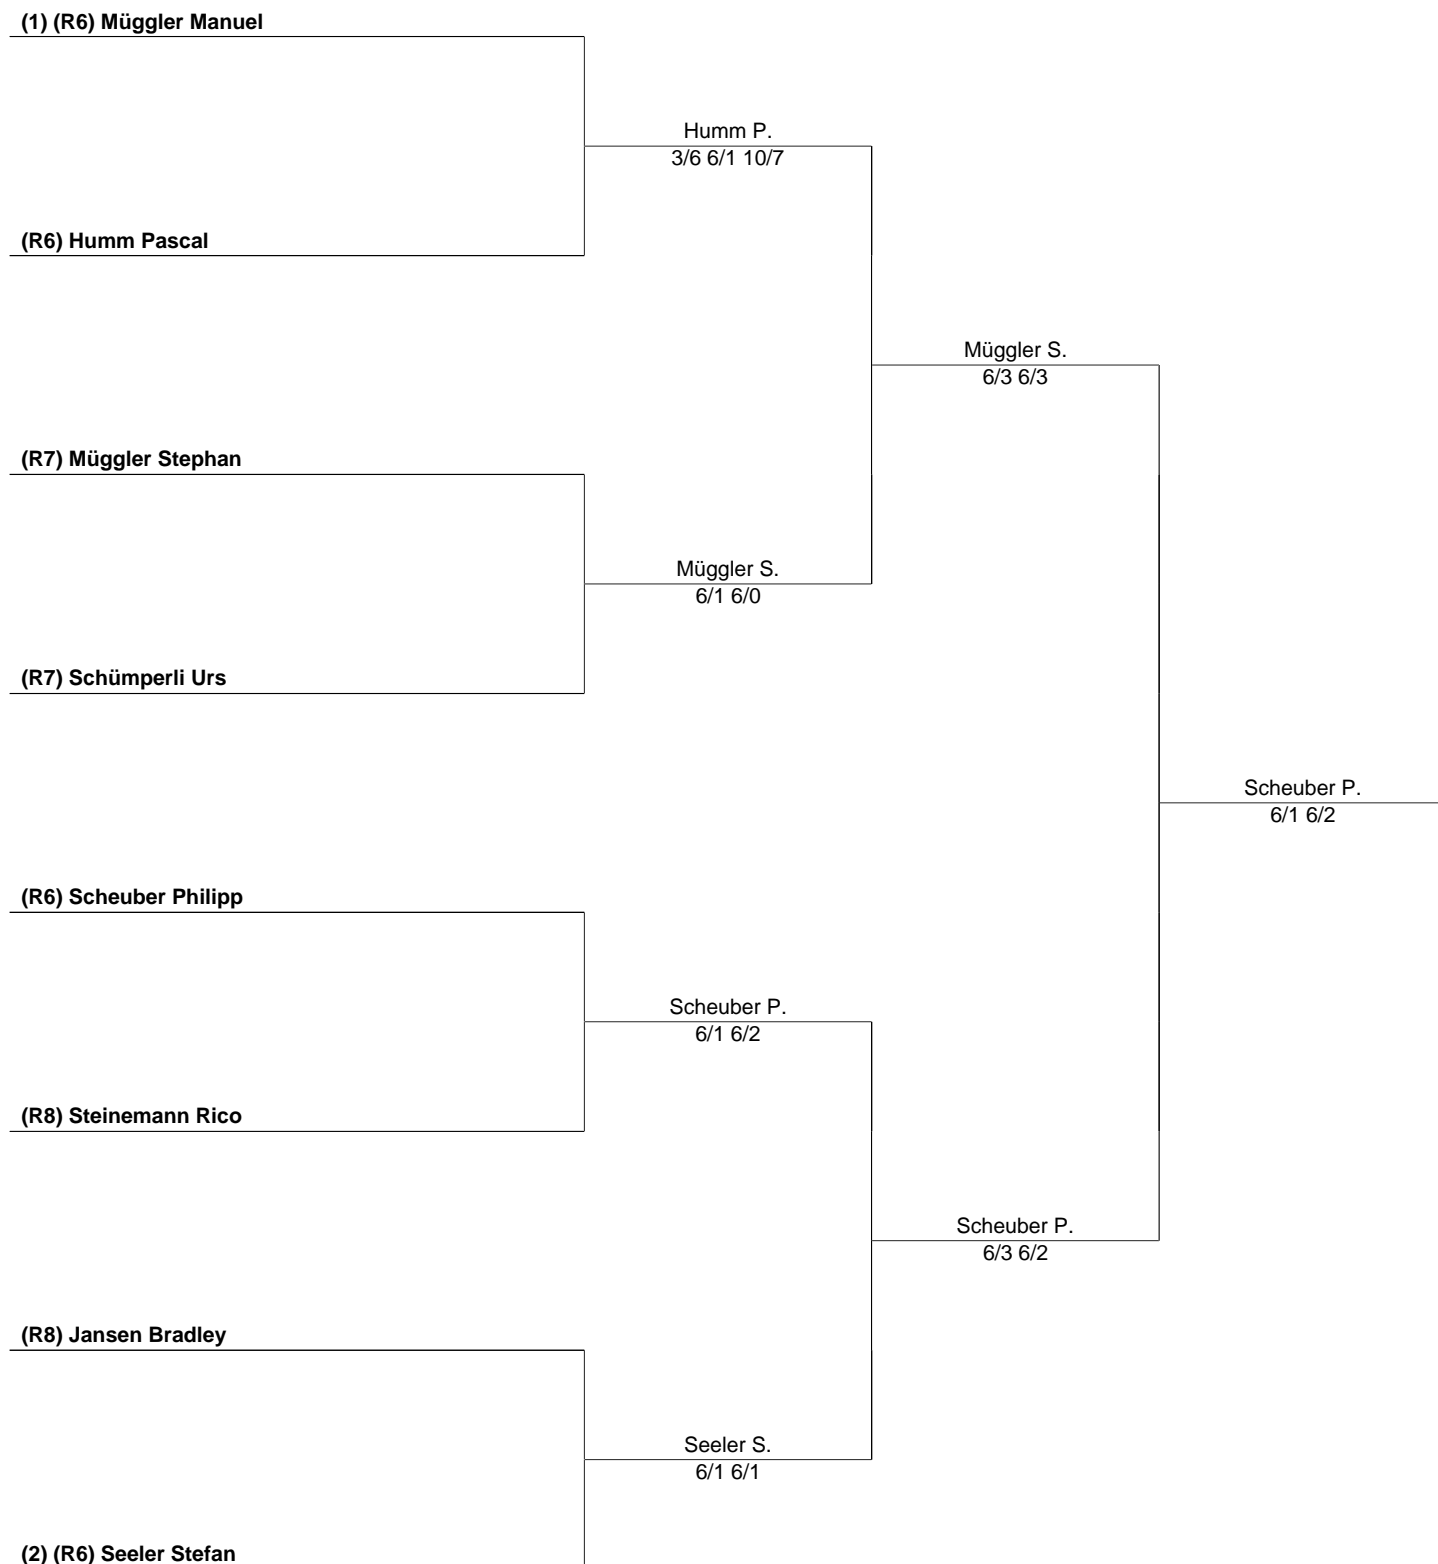 (1) (R6) Müggler Manuel
Humm P.
3/6 6/1 10/7
(R6) Humm Pascal
Müggler S.
6/3 6/3
(R7) Müggler Stephan
Müggler S.
6/1 6/0
(R7) Schümperli Urs
Scheuber P.
6/1 6/2
(R6) Scheuber Philipp
Scheuber P.
6/1 6/2
(R8) Steinemann Rico
Scheuber P.
6/3 6/2
(R8) Jansen Bradley
Seeler S.
6/1 6/1
(2) (R6) Seeler Stefan